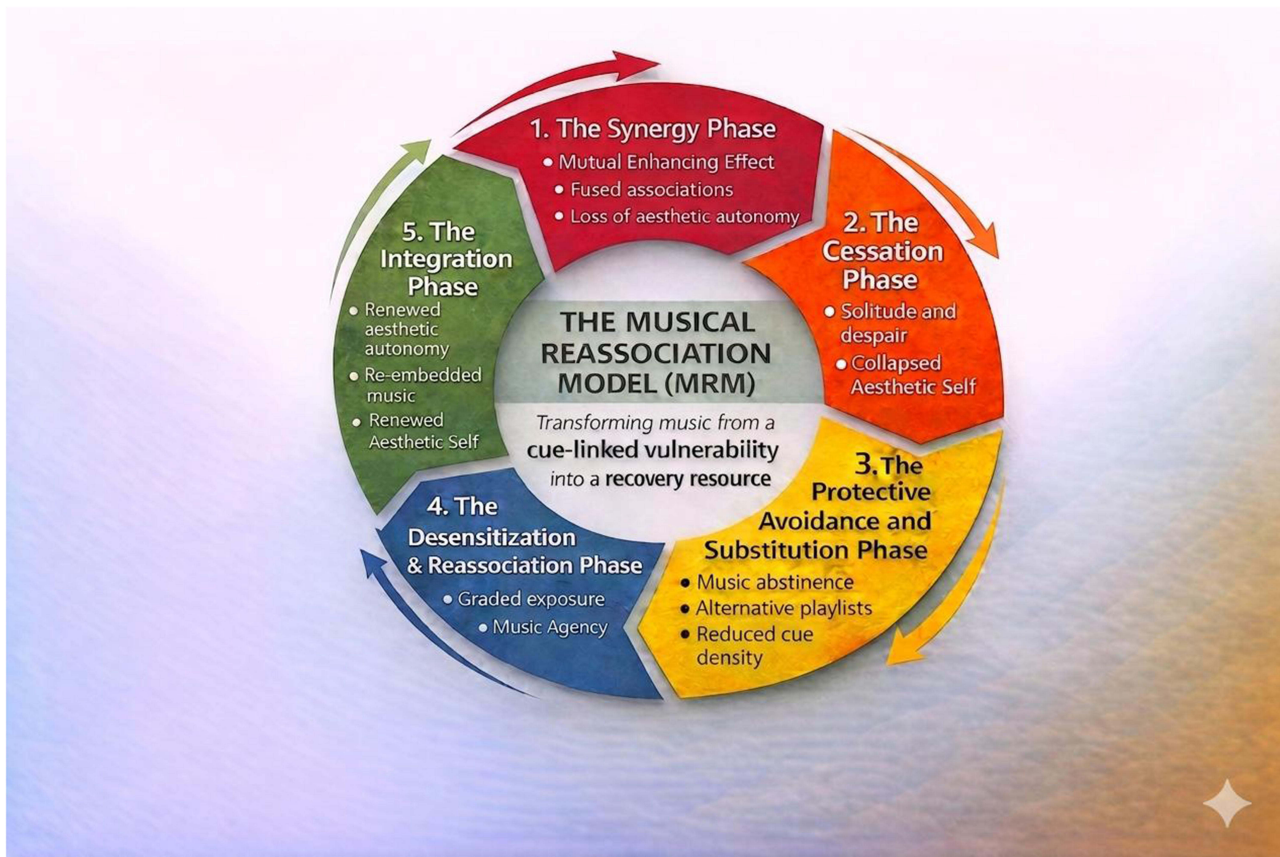 1. The Synergy Phase
• Mutual Enhancing Effect
• Fused associations
• Loss of aesthetic autonomy
2. The
Cessation
Phase
• Solitude and
despair
• Collapsed
Aesthetic Self
3. The
Protective
Avoidance and
Substitution Phase
• Music abstinence
• Alternative playlists
• Reduced cue
density
4. The
Desensitization
& Reassociation Phase
• Graded exposure
• Music Agency
5. The
Integration
Phase
• Renewed
aesthetic
autonomy
• Re-embedded
music
• Renewed
Aesthetic Self
THE MUSICAL
REASSOCIATION
MODEL (MRM)
Transforming music from a
cue-linked vulnerability
into a recovery resource